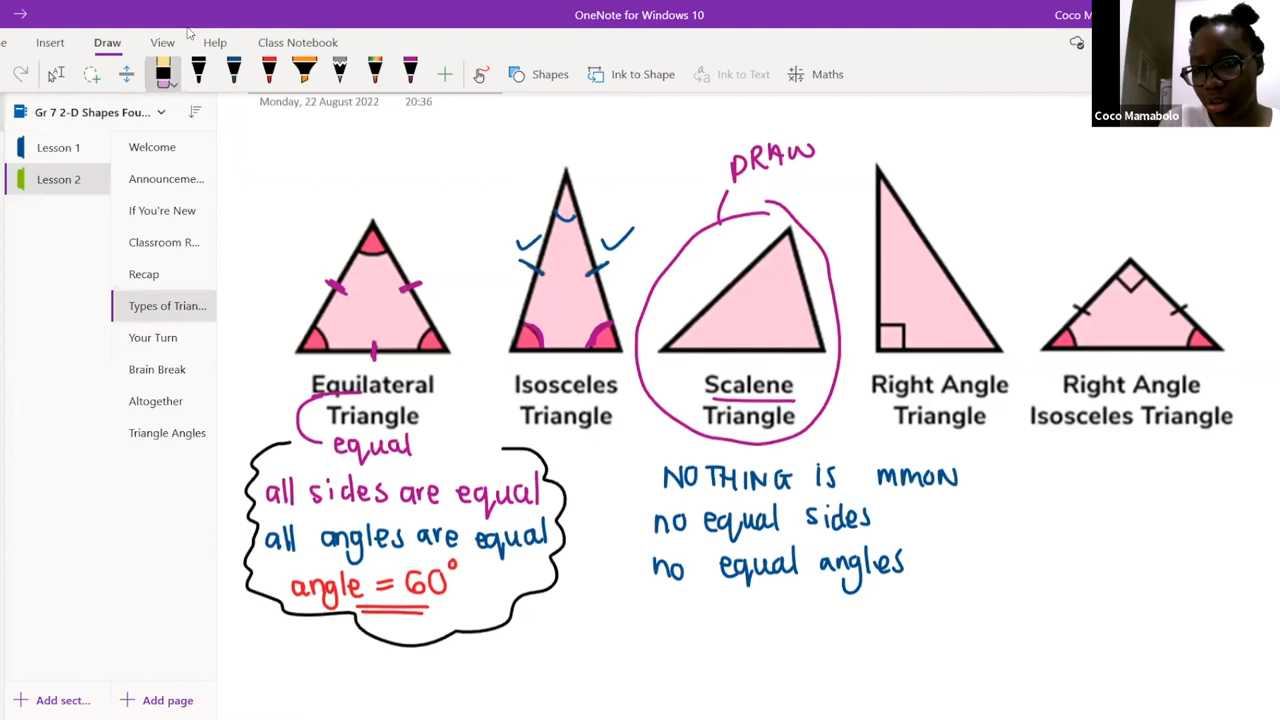 OneNote for Windows 10
Coco M
Insert Draw View Help Class Notebook
Shapes Ink to Shape Ink to Text Maths
Monday, 22 August 2022 20:36
Gr 7 2-D Shapes Fou...
Lesson 1
Lesson 2
Welcome
Announceme...
If You're New
Classroom R...
Recap
Types of Trian...
Your Turn
Brain Break
Altogether
Triangle Angles
Add sect...
Add page
Coco Mamabolo
DRAW
Equilateral
Triangle
Isosceles
Triangle
Scalene
Triangle
Right Angle
Triangle
Right Angle
Isosceles Triangle
equal
all sides are equal
all angles are equal
angle = 60°
NOTHING IS mmON
no equal sides
no equal angles